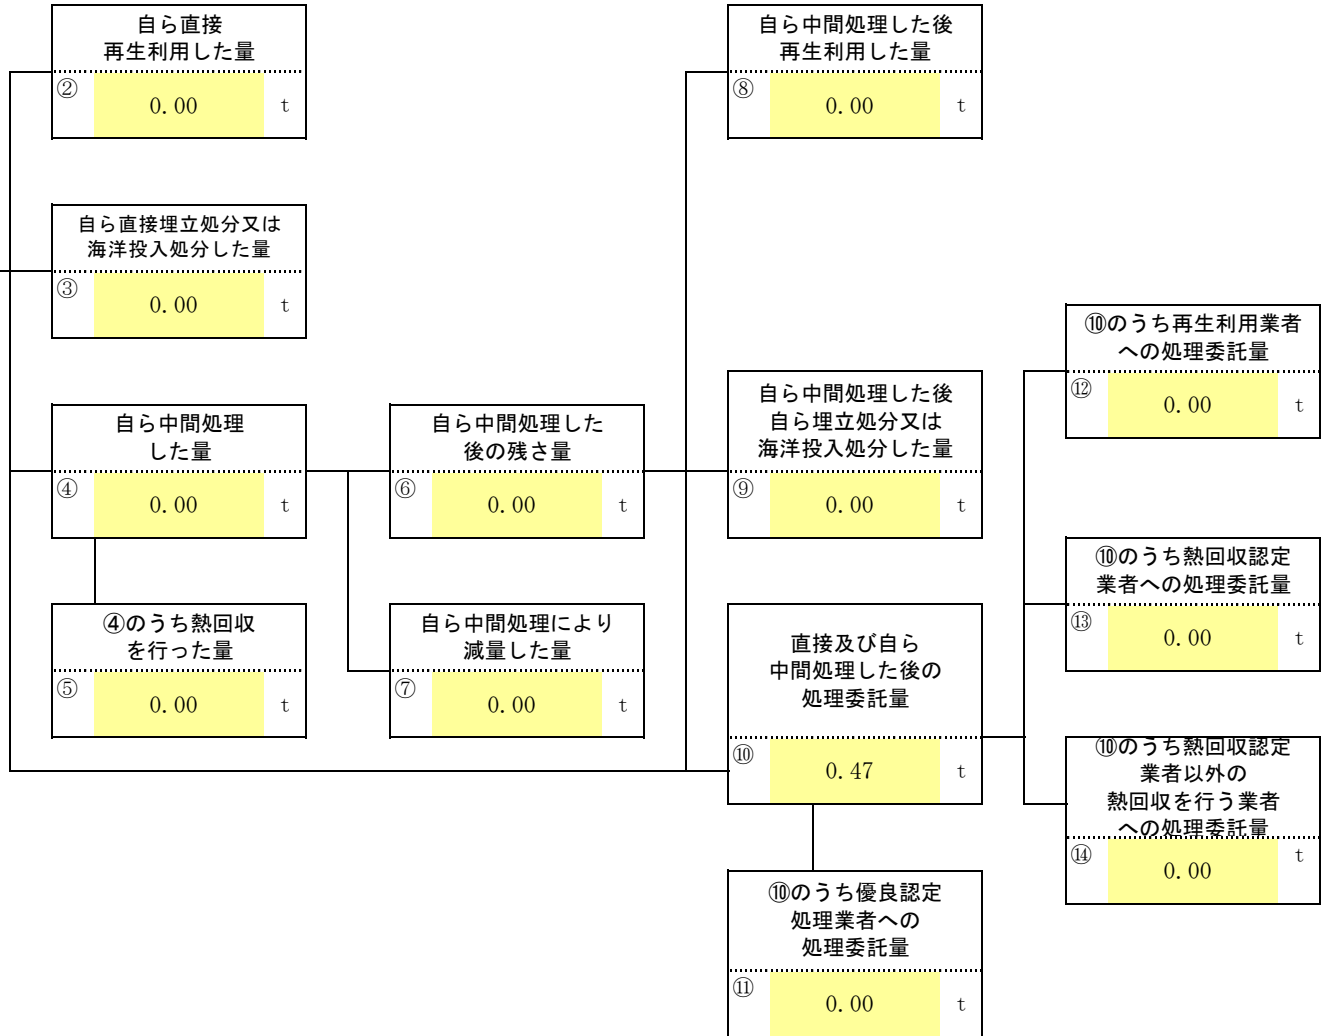 自ら直接
再生利用した量
② 0.00 t
自ら中間処理した後
再生利用した量
⑧ 0.00 t
自ら直接埋立処分又は
海洋投入処分した量
③ 0.00 t
⑩のうち再生利用業者
への処理委託量
⑫ 0.00 t
自ら中間処理
した量
④ 0.00 t
自ら中間処理した
後の残さ量
⑥ 0.00 t
自ら中間処理した後
自ら埋立処分又は
海洋投入処分した量
⑨ 0.00 t
⑩のうち熱回収認定
業者への処理委託量
⑬ 0.00 t
④のうち熱回収
を行った量
⑤ 0.00 t
自ら中間処理により
減量した量
⑦ 0.00 t
直接及び自ら
中間処理した後の
処理委託量
⑩ 0.47 t
⑩のうち熱回収認定
業者以外の
熱回収を行う業者
への処理委託量
⑭ 0.00 t
⑩のうち優良認定
処理業者への
処理委託量
⑪ 0.00 t